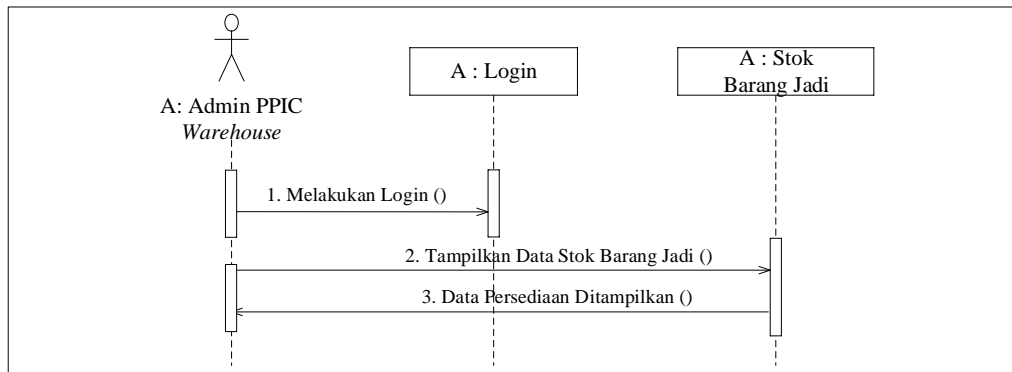 A: Admin PPIC
Warehouse
A : Login
A : Stok
Barang Jadi
1. Melakukan Login ()
2. Tampilkan Data Stok Barang Jadi ()
3. Data Persediaan Ditampilkan ()